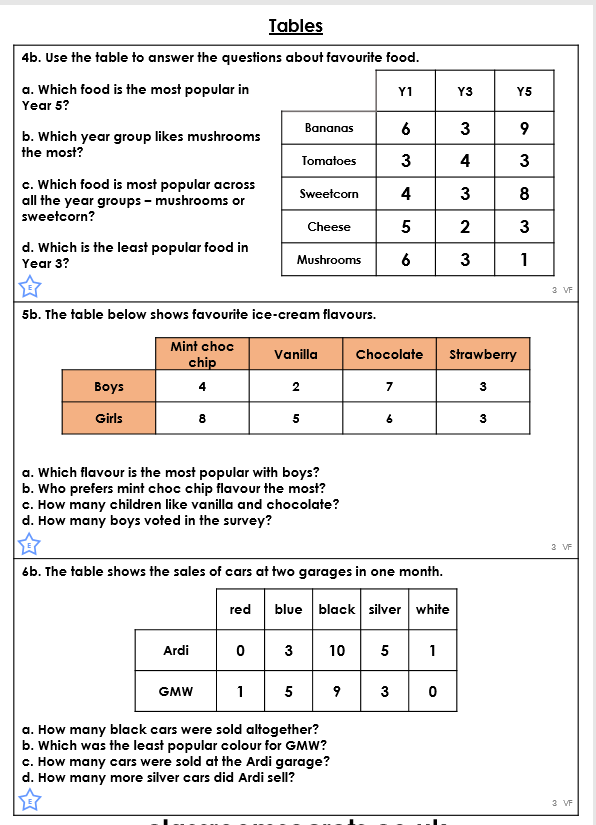 Tables
4b. Use the table to answer the questions about favourite food.
a. Which food is the most popular in
Year 5?
b. Which year group likes mushrooms
the most?
c. Which food is most popular across
all the year groups – mushrooms or
sweetcorn?
d. Which is the least popular food in
Year 3?
Y1 Y3 Y5
Bananas 6 3 9
Tomatoes 3 4 3
Sweetcorn 4 3 8
Cheese 5 2 3
Mushrooms 6 3 1
E
3 VF
5b. The table below shows favourite ice-cream flavours.
Mint choc
chip Vanilla Chocolate Strawberry
Boys 4 2 7 3
Girls 8 5 6 3
a. Which flavour is the most popular with boys?
b. Who prefers mint choc chip flavour the most?
c. How many children like vanilla and chocolate?
d. How many boys voted in the survey?
E
3 VF
6b. The table shows the sales of cars at two garages in one month.
red blue black silver white
Ardi 0 3 10 5 1
GMW 1 5 9 3 0
a. How many black cars were sold altogether?
b. Which was the least popular colour for GMW?
c. How many cars were sold at the Ardi garage?
d. How many more silver cars did Ardi sell?
E
3 VF